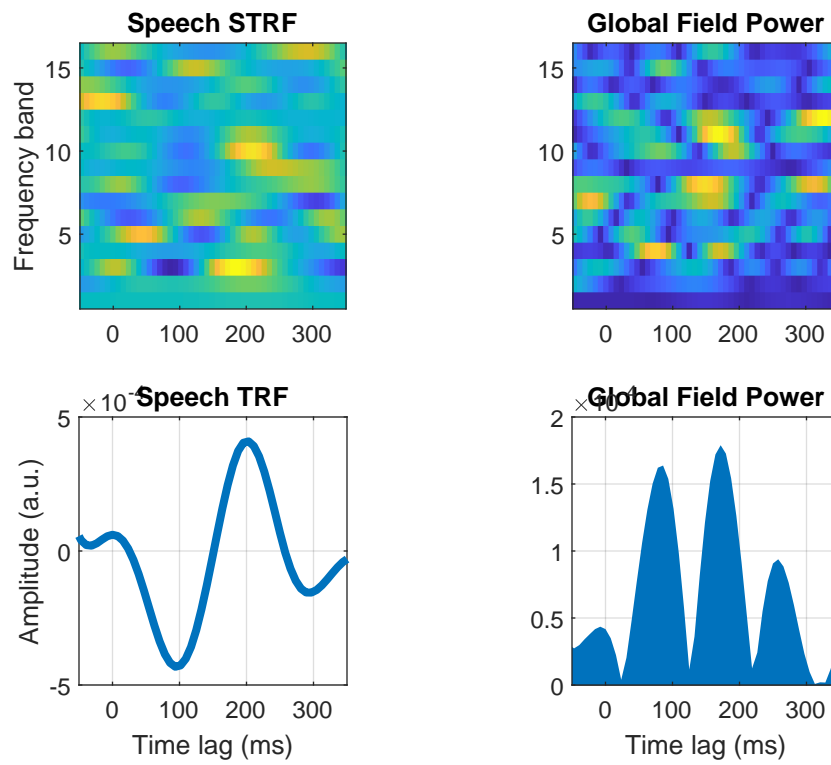 Speech STRF
15
10
5
Frequency band
0 100 200 300
Global Field Power
15
10
5
0 100 200 300
Speech TRF
×10-4
5
0
-5
Amplitude (a.u.)
0 100 200 300
Time lag (ms)
Global Field Power
2
1.5
1
0.5
0
0 100 200 300
Time lag (ms)